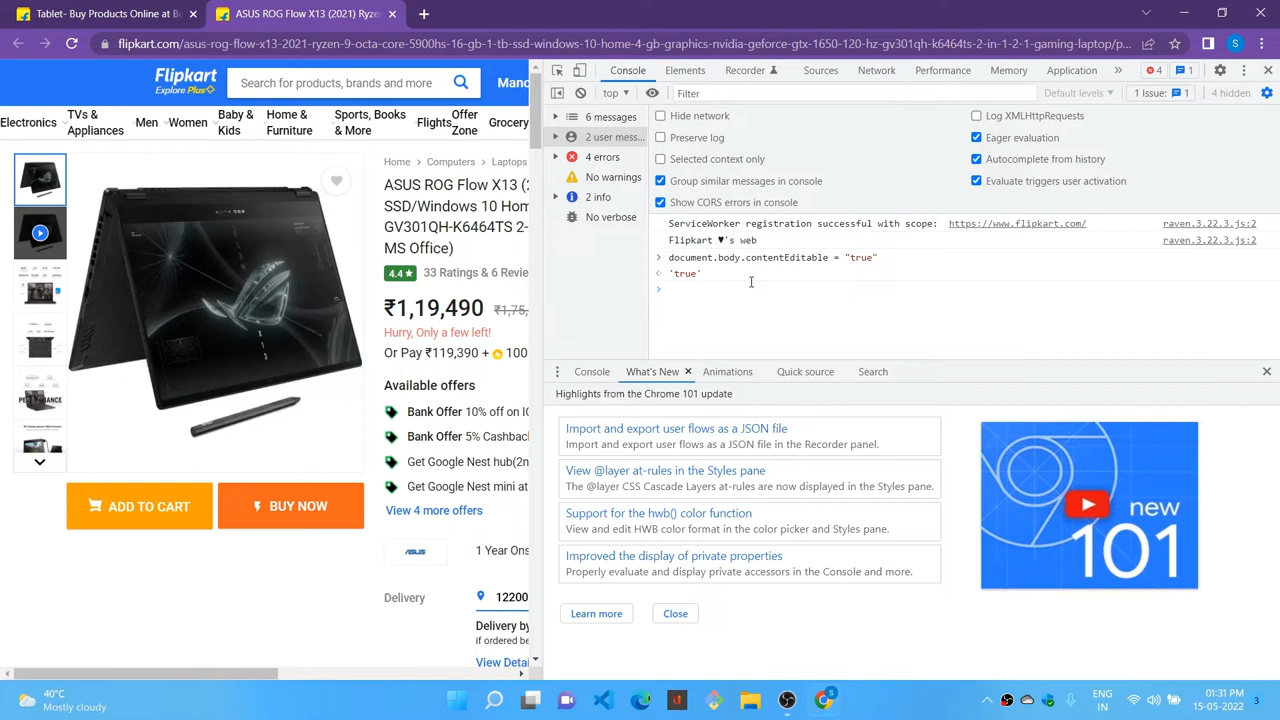 Tablet- Buy Products Online at Be
ASUS ROG Flow X13 (2021) Ryze
flipkart.com/asus-rog-flow-x13-2021-ryzen-9-octa-core-5900hs-16-gb-1-tb-ssd-windows-10-home-4-gb-graphics-nvidia-geforce-gtx-1650-120-hz-gv301qh-k6464ts-2-in-1-2-1-gaming-laptop/p...
S
Flipkart
Explore Plus
Search for products, brands and more
Mano
Electronics
TVs & Appliances
Men
Women
Baby & Kids
Home & Furniture
Sports, Books & More
Flights
Offer Zone
Grocery
Home
Computers
Laptops
ASUS ROG Flow X13 (2
SSD/Windows 10 Hom
GV301QH-K6464TS 2-
MS Office)
4.4★
33 Ratings & 6 Revie
₹1,19,490
₹1,75,
Hurry, Only a few left!
Or Pay ₹119,390 + 100
Available offers
Bank Offer 10% off on IC
Bank Offer 5% Cashback
Get Google Nest hub(2n
Get Google Nest mini at
View 4 more offers
ADD TO CART
BUY NOW
ASUS
1 Year Ons
Delivery
12200
Delivery by
if ordered be
View Detai
Console
Elements
Recorder
Sources
Network
Performance
Memory
Application
4
1
top
Filter
Default levels
1 Issue: 1
4 hidden
6 messages
2 user mess...
4 errors
No warnings
2 info
No verbose
Hide network
Log XMLHttpRequests
Preserve log
Eager evaluation
Selected context only
Autocomplete from history
Group similar messages in console
Evaluate triggers user activation
Show CORS errors in console
ServiceWorker registration successful with scope: https://www.flipkart.com/
raven.3.22.3.js:2
Flipkart ♥'s web
raven.3.22.3.js:2
document.body.contentEditable = "true"
'true'
Console
What's New
Animations
Quick source
Search
Highlights from the Chrome 101 update
Import and export user flows as a JSON file
Import and export user flows as a JSON file in the Recorder panel.
View @layer at-rules in the Styles pane
The @layer CSS Cascade Layers at-rules are now displayed in the Styles pane.
Support for the hwb() color function
View and edit HWB color format in the color picker and Styles pane.
Improved the display of private properties
Properly evaluate and display private accessors in the Console and more.
new
101
Learn more
Close
40°C
Mostly cloudy
ENG
IN
01:31 PM
15-05-2022
3